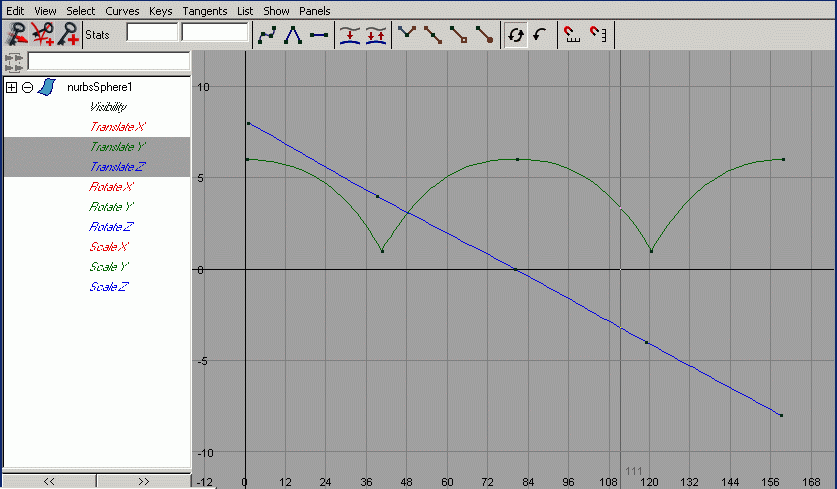 Edit View Select Curves Keys Tangents List Show Panels
Stats
nurbsSphere1
Visibility
Translate X
Translate Y
Translate Z
Rotate X
Rotate Y
Rotate Z
Scale X
Scale Y
Scale Z
<< >>
10
5
0
-5
-10
111
-12 0 12 24 36 48 60 72 84 96 108 120 132 144 156 168